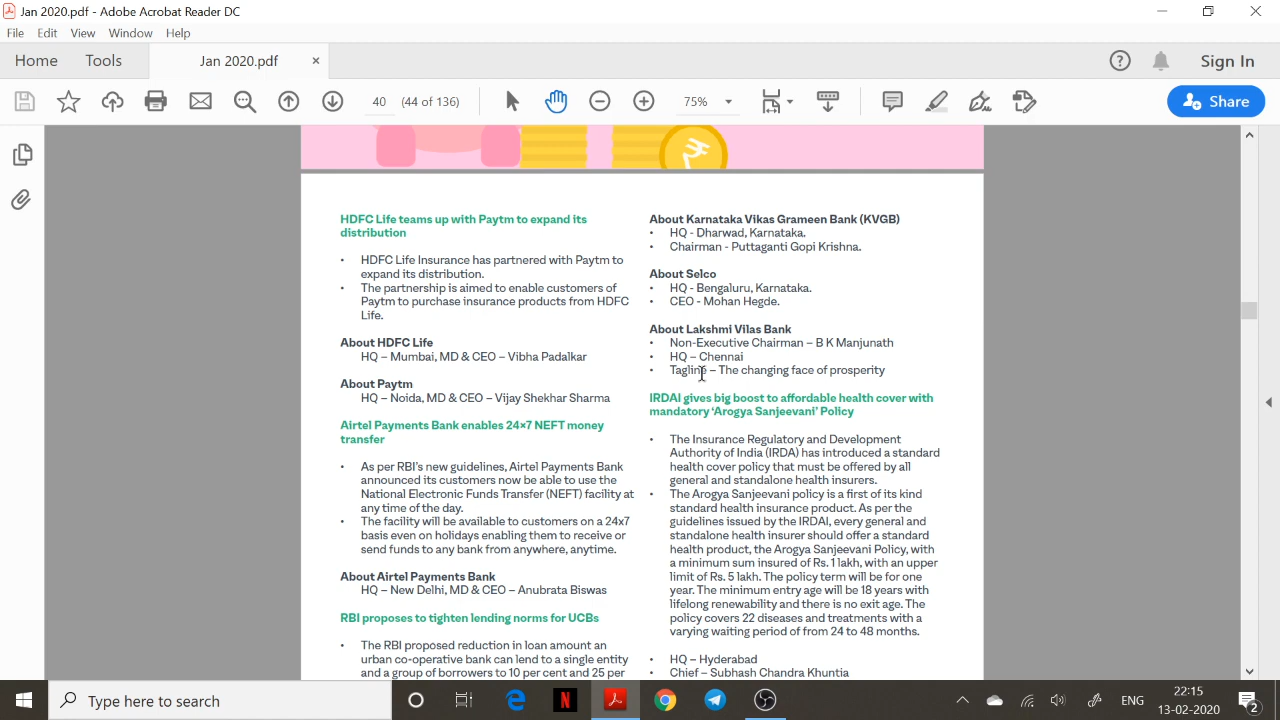 Jan 2020.pdf - Adobe Acrobat Reader DC
File Edit View Window Help
Home Tools Jan 2020.pdf × Sign In
40 (44 of 136) 75% Share
HDFC Life teams up with Paytm to expand its
distribution
• HDFC Life Insurance has partnered with Paytm to
expand its distribution.
• The partnership is aimed to enable customers of
Paytm to purchase insurance products from HDFC
Life.
About HDFC Life
HQ – Mumbai, MD & CEO – Vibha Padalkar
About Paytm
HQ – Noida, MD & CEO – Vijay Shekhar Sharma
Airtel Payments Bank enables 24×7 NEFT money
transfer
• As per RBI's new guidelines, Airtel Payments Bank
announced its customers now be able to use the
National Electronic Funds Transfer (NEFT) facility at
any time of the day.
• The facility will be available to customers on a 24x7
basis even on holidays enabling them to receive or
send funds to any bank from anywhere, anytime.
About Airtel Payments Bank
HQ – New Delhi, MD & CEO – Anubrata Biswas
RBI proposes to tighten lending norms for UCBs
• The RBI proposed reduction in loan amount an
urban co-operative bank can lend to a single entity
and a group of borrowers to 10 per cent and 25 per
About Karnataka Vikas Grameen Bank (KVGB)
• HQ - Dharwad, Karnataka.
• Chairman - Puttaganti Gopi Krishna.
About Selco
• HQ - Bengaluru, Karnataka.
• CEO - Mohan Hegde.
About Lakshmi Vilas Bank
• Non-Executive Chairman – B K Manjunath
• HQ – Chennai
• Tagline – The changing face of prosperity
IRDAI gives big boost to affordable health cover with
mandatory 'Arogya Sanjeevani' Policy
• The Insurance Regulatory and Development
Authority of India (IRDA) has introduced a standard
health cover policy that must be offered by all
general and standalone health insurers.
• The Arogya Sanjeevani policy is a first of its kind
standard health insurance product. As per the
guidelines issued by the IRDAI, every general and
standalone health insurer should offer a standard
health product, the Arogya Sanjeevani Policy, with
a minimum sum insured of Rs. 1 lakh, with an upper
limit of Rs. 5 lakh. The policy term will be for one
year. The minimum entry age will be 18 years with
lifelong renewability and there is no exit age. The
policy covers 22 diseases and treatments with a
varying waiting period of from 24 to 48 months.
• HQ – Hyderabad
• Chief – Subhash Chandra Khuntia
Type here to search
ENG 22:15
13-02-2020 2